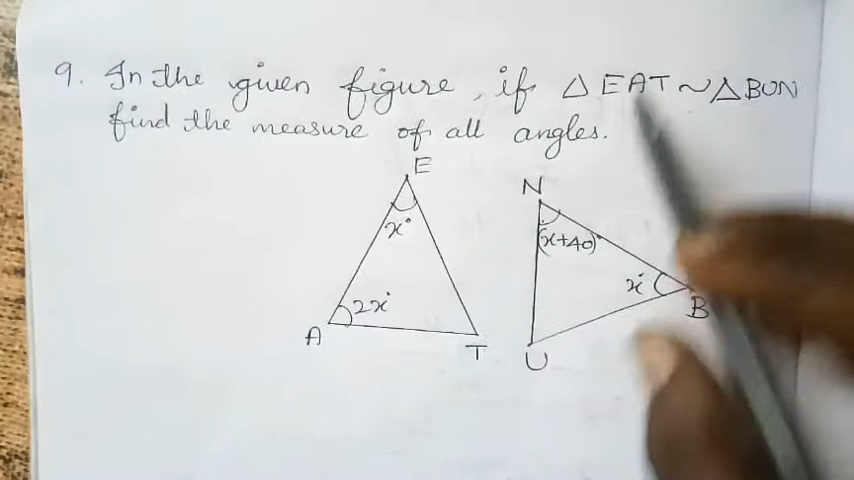 9. In the given figure, if △ EAT ~ △ BUN
find the measure of all angles.
E
x°
2x°
A
T
N
(x+40)°
x°
B
U